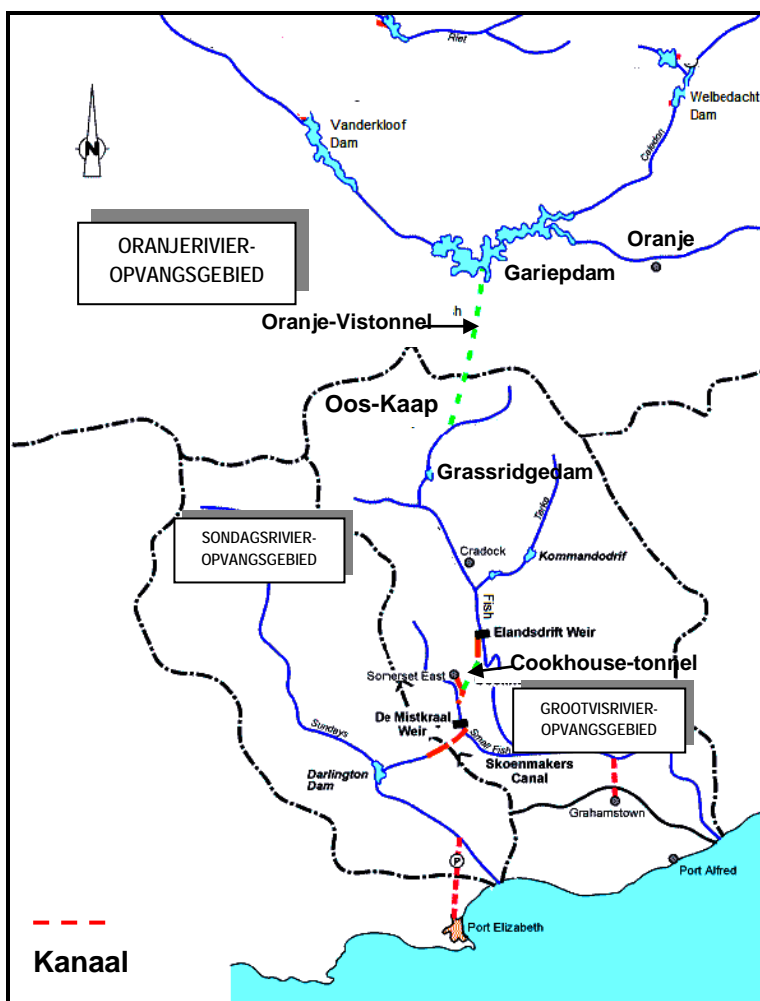 Riet
Welbedacht
Dam
Vanderkloof
Dam
Caledon
N
ORANJERIVIER-
OPVANGSGEBIED
Oranje
Gariepdam
h
Oranje-Vistonnel
Oos-Kaap
Grassridgedam
Tarka
SONDAGSRIVIER-
OPVANGSGEBIED
Cradock
Kommandodrif
Fish
Elandsdrift Weir
Cookhouse-tonnel
Somerset East
GROOTVISRIVIER-
OPVANGSGEBIED
De Mistkraal
Weir
Sundays
Small Fish
Skoenmakers
Canal
Darlington
Dam
Grahamstown
P
Port Alfred
Port Elizabeth
Kanaal